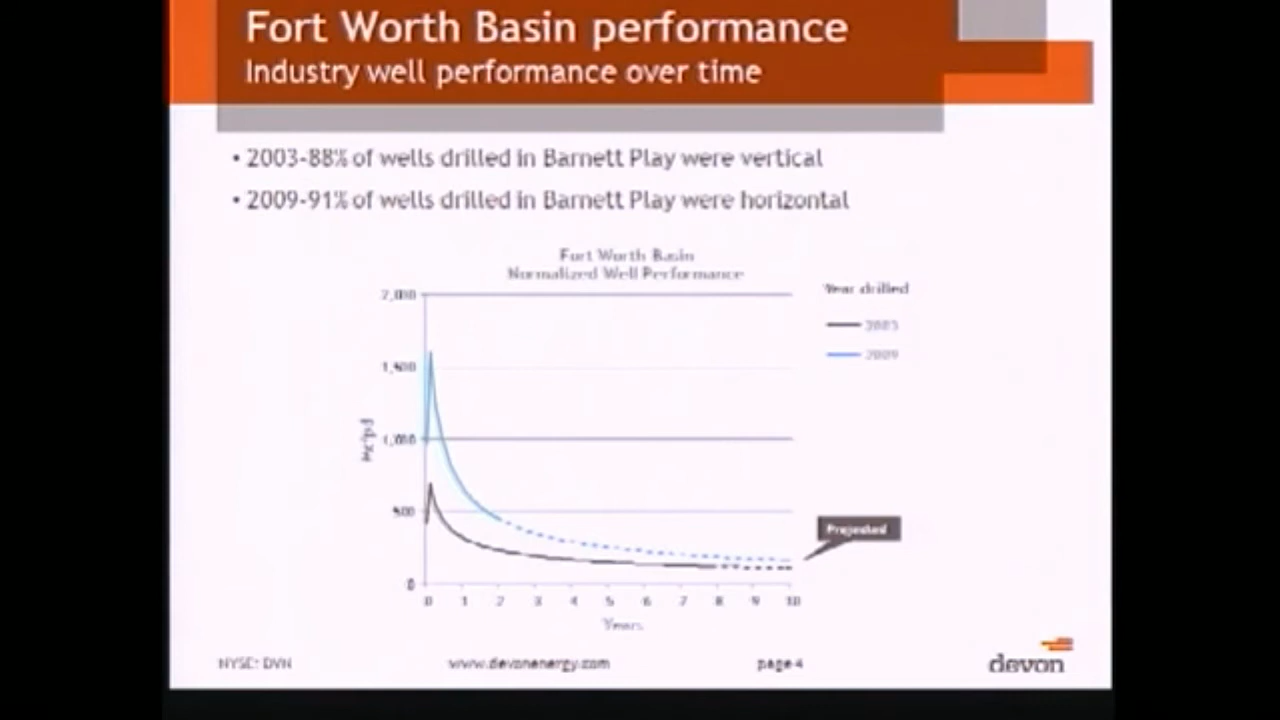 Fort Worth Basin performance
Industry well performance over time
• 2003-88% of wells drilled in Barnett Play were vertical
• 2009-91% of wells drilled in Barnett Play were horizontal
Fort Worth Basin
Normalized Well Performance
Year drilled
2,000
2003
2009
1,500
1,000
500
Projected
0
0 1 2 3 4 5 6 7 8 9 10
Years
NYSE: DVN www.devonenergy.com page 4 devon